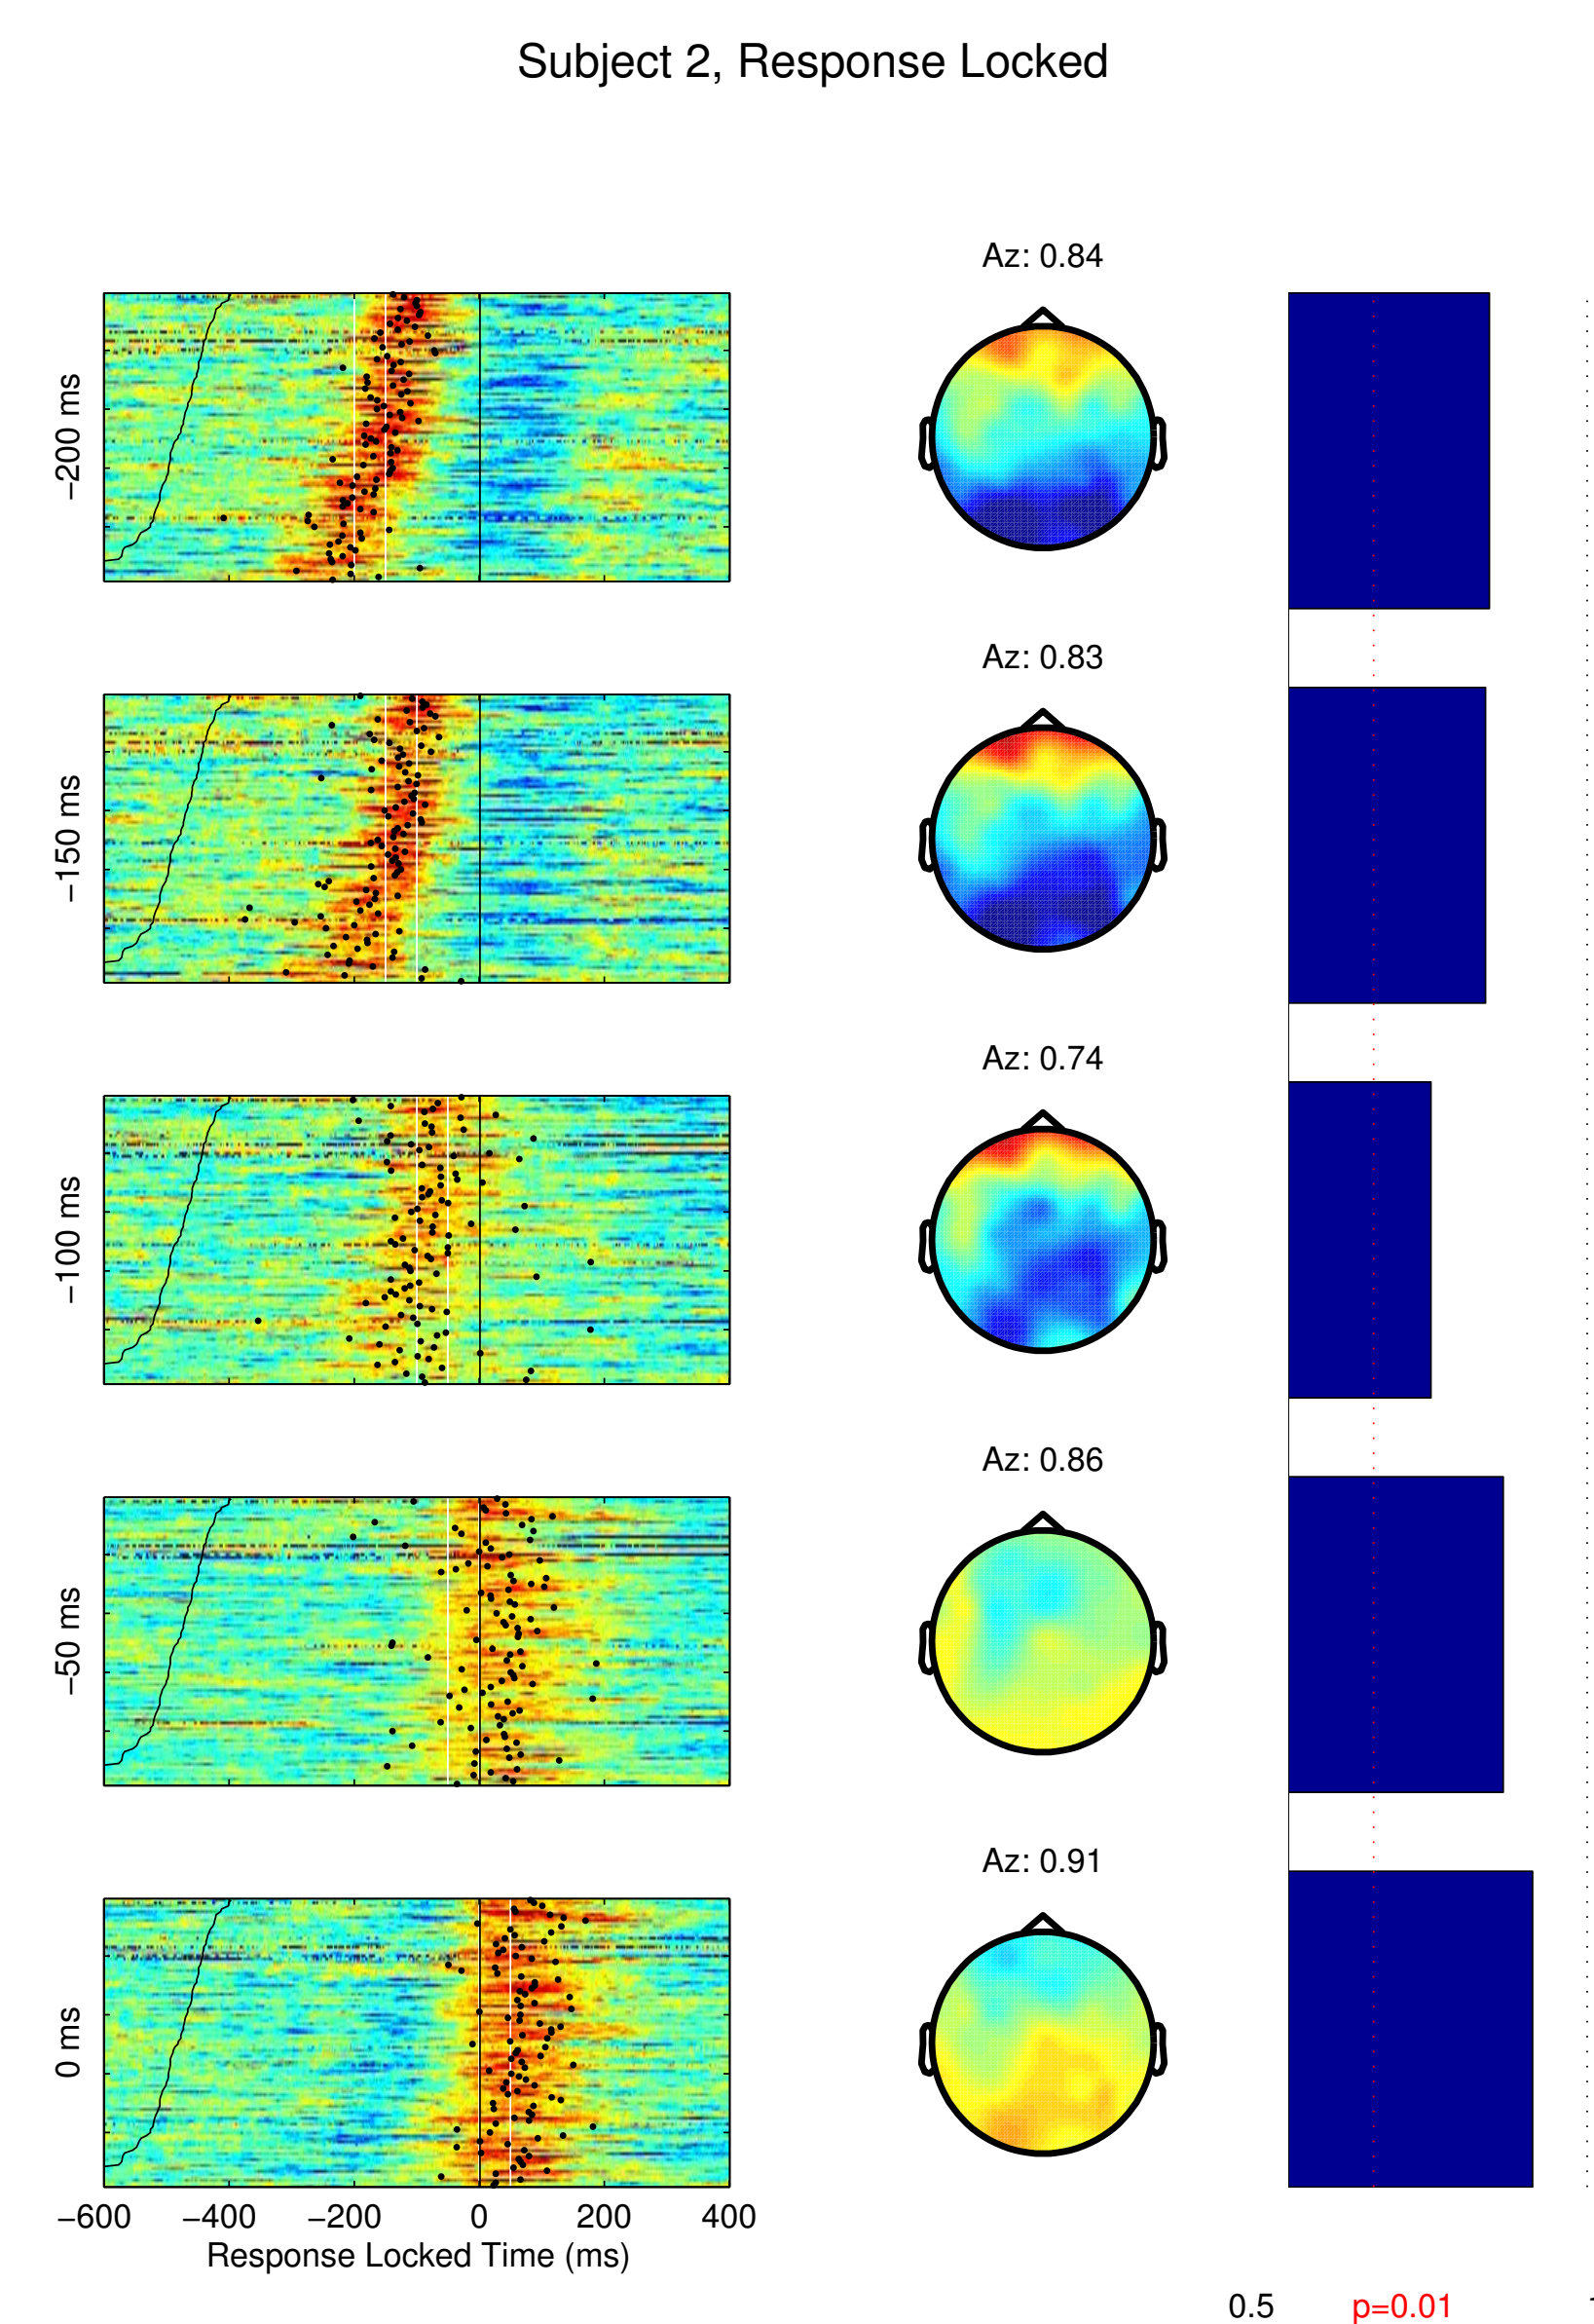 Subject 2, Response Locked
Az: 0.84
−200 ms
Az: 0.83
−150 ms
Az: 0.74
−100 ms
Az: 0.86
−50 ms
Az: 0.91
0 ms
−600 −400 −200 0 200 400
Response Locked Time (ms)
0.5 p=0.01